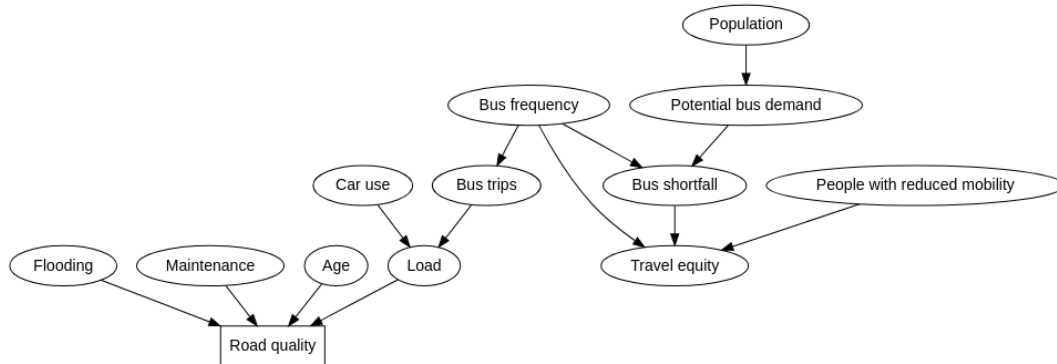 Population
Bus frequency
Potential bus demand
Car use
Bus trips
Bus shortfall
People with reduced mobility
Flooding
Maintenance
Age
Load
Travel equity
Road quality